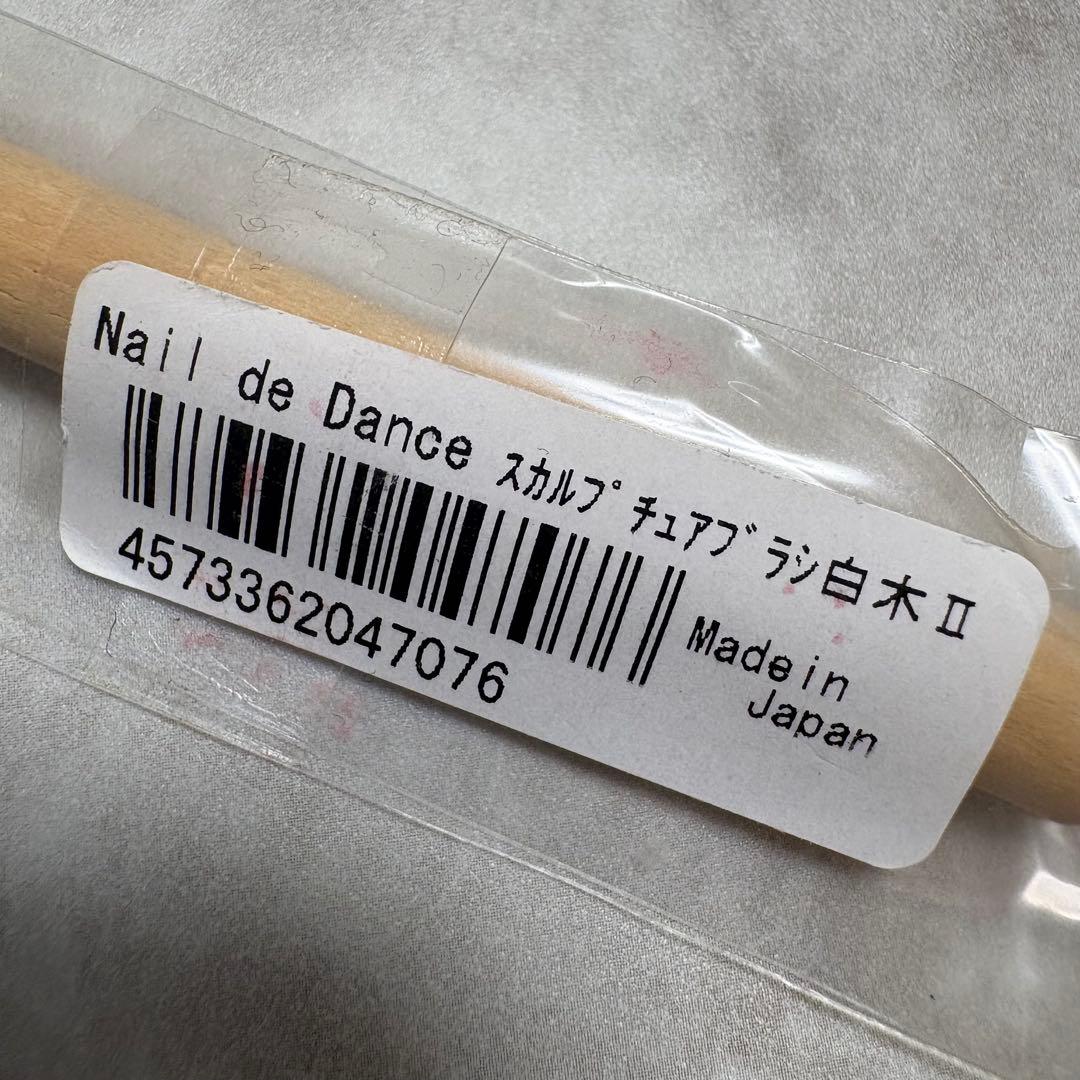 Nail de Dance ｽｶﾙﾌﾟﾁｭｱﾌﾞﾗｼ白木Ⅱ
4573362047076
Made in
Japan